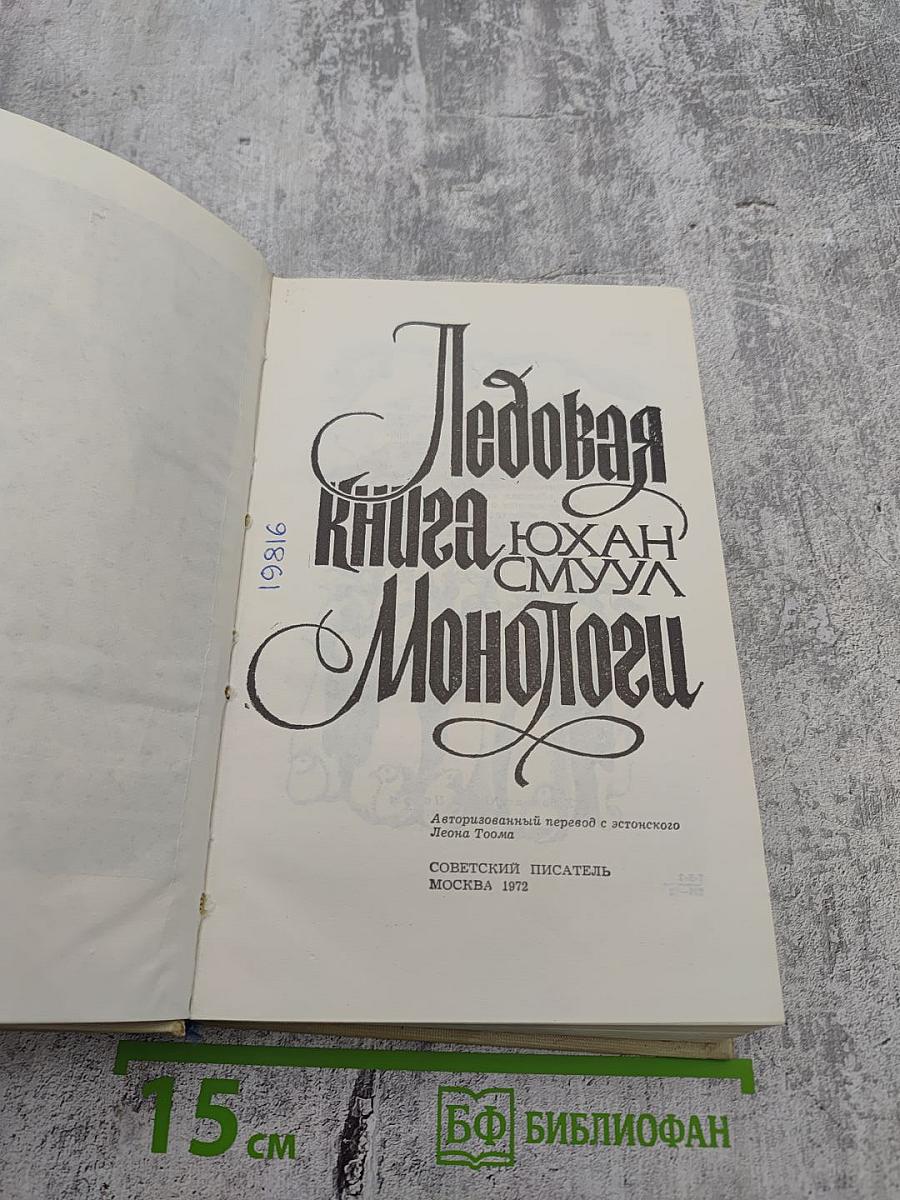 Ледовая
книга
ЮХАН
СМУУЛ
Монологи
19816
Авторизованный перевод с эстонского
Леона Тоома
СОВЕТСКИЙ ПИСАТЕЛЬ
МОСКВА 1972
15 см
БФ БИБЛИОФАН